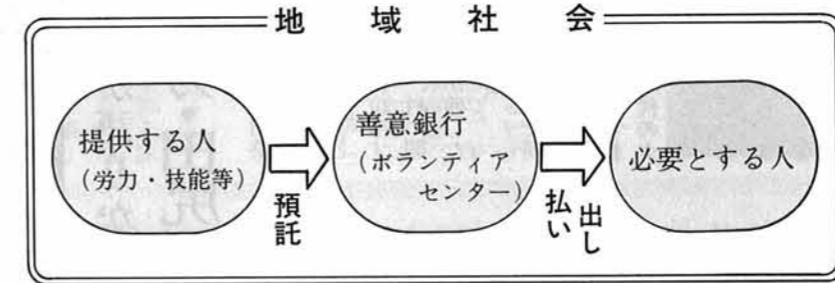 地域社会
提供する人
（労力・技能等）
預託
善意銀行
（ボランティア
センター）
払い出し
必要とする人